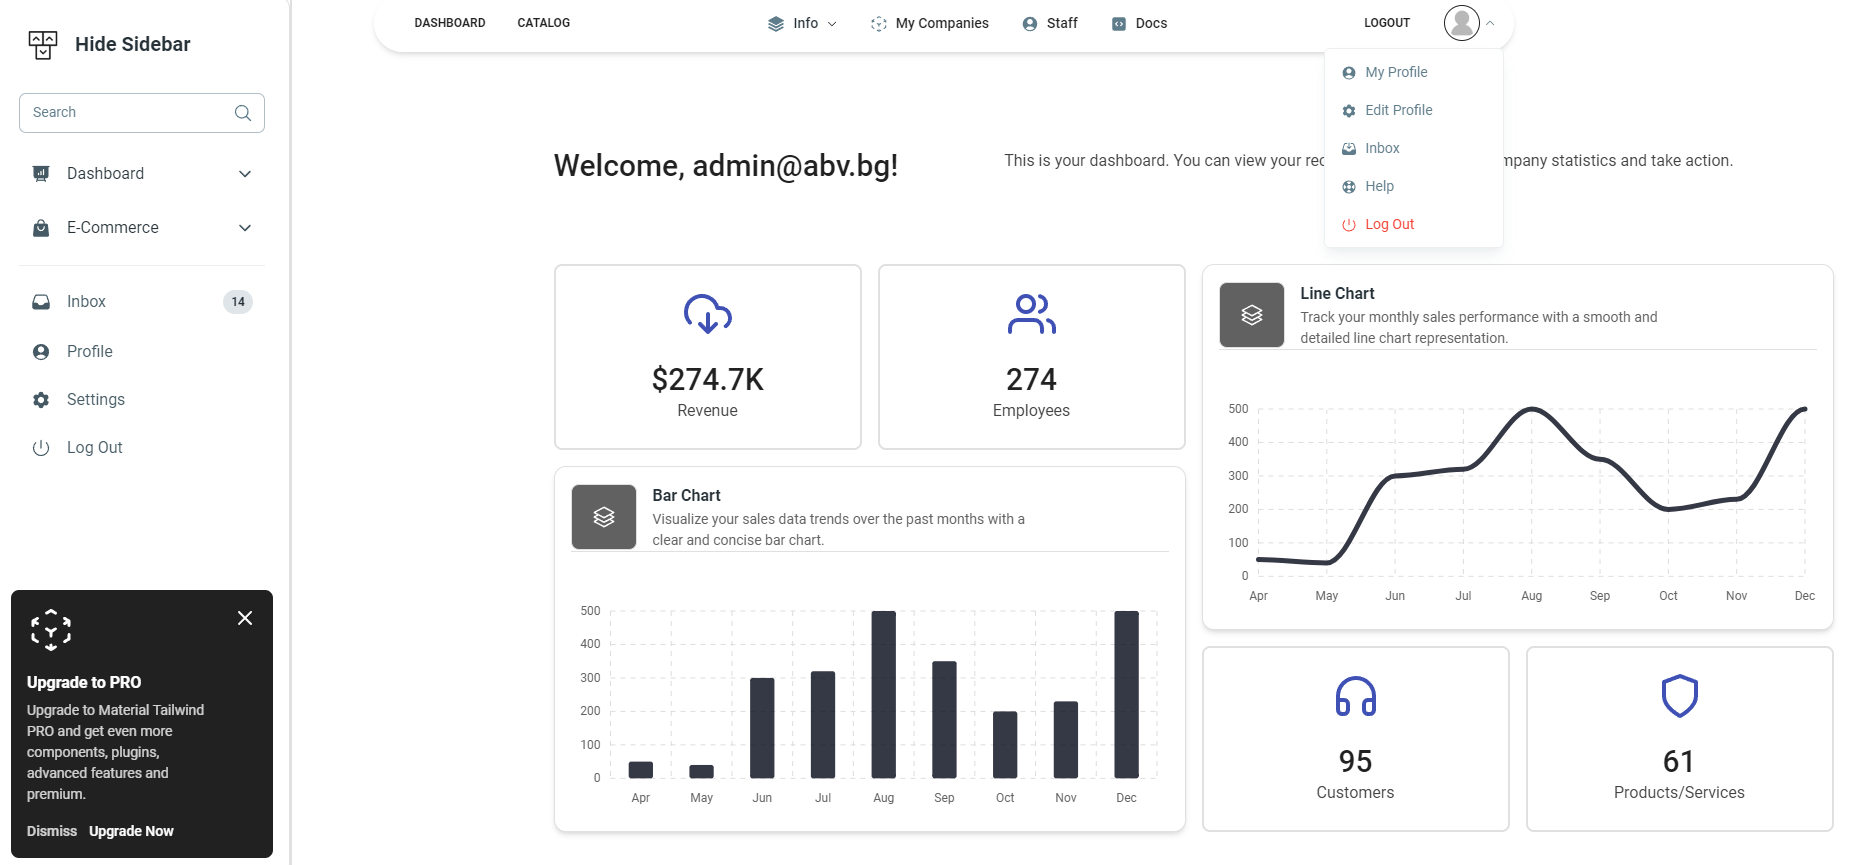 Hide Sidebar
Search
Dashboard
E-Commerce
Inbox 14
Profile
Settings
Log Out
Upgrade to PRO
Upgrade to Material Tailwind
PRO and get even more
components, plugins,
advanced features and
premium.
Dismiss Upgrade Now
DASHBOARD CATALOG Info My Companies Staff Docs LOGOUT
My Profile
Edit Profile
Inbox
Help
Log Out
Welcome, admin@abv.bg!
This is your dashboard. You can view your statistics and take action.
$274.7K
Revenue
274
Employees
Line Chart
Track your monthly sales performance with a smooth and
detailed line chart representation.
500
400
300
200
100
0
Apr May Jun Jul Aug Sep Oct Nov Dec
Bar Chart
Visualize your sales data trends over the past months with a
clear and concise bar chart.
500
400
300
200
100
0
Apr May Jun Jul Aug Sep Oct Nov Dec
95
Customers
61
Products/Services